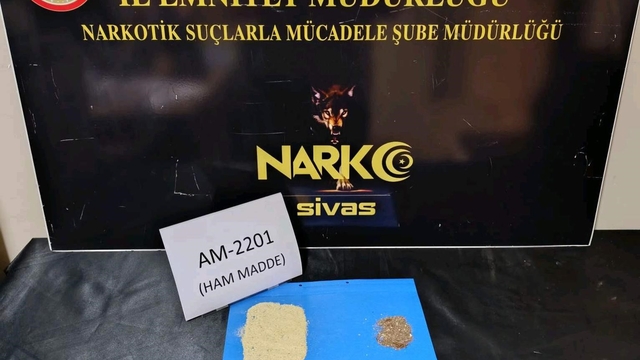 İL EMNİYET MÜDÜRLÜĞÜ
NARKOTİK SUÇLARLA MÜCADELE ŞUBE MÜDÜRLÜĞÜ
NARKO
sivas
AM-2201
(HAM MADDE)